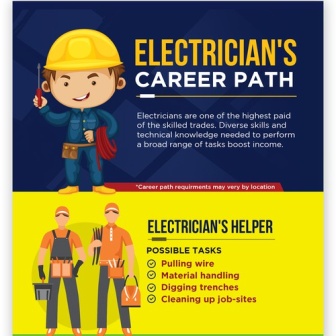 ELECTRICIAN'S
CAREER PATH
Electricians are one of the highest paid
of the skilled trades. Diverse skills and
technical knowledge needed to perform
a broad range of tasks boost income.
*Career path requirments may very by location
ELECTRICIAN'S HELPER
POSSIBLE TASKS
Pulling wire
Material handling
Digging trenches
Cleaning up job-sites